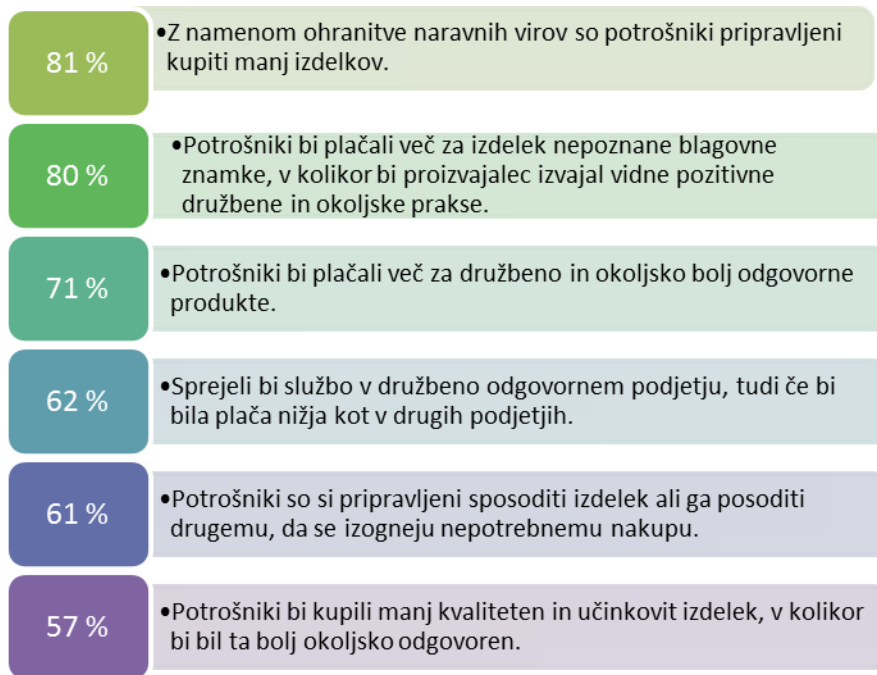 81 %
•Z namenom ohranitve naravnih virov so potrošniki pripravljeni
kupiti manj izdelkov.
80 %
•Potrošniki bi plačali več za izdelek nepoznane blagovne
znamke, v kolikor bi proizvajalec izvajal vidne pozitivne
družbene in okoljske prakse.
71 %
•Potrošniki bi plačali več za družbeno in okoljsko bolj odgovorne
produkte.
62 %
•Sprejeli bi službo v družbeno odgovornem podjetju, tudi če bi
bila plača nižja kot v drugih podjetjih.
61 %
•Potrošniki so si pripravljeni sposoditi izdelek ali ga posoditi
drugemu, da se izognejo nepotrebnemu nakupu.
57 %
•Potrošniki bi kupili manj kvaliteten in učinkovit izdelek, v kolikor
bi bil ta bolj okoljsko odgovoren.